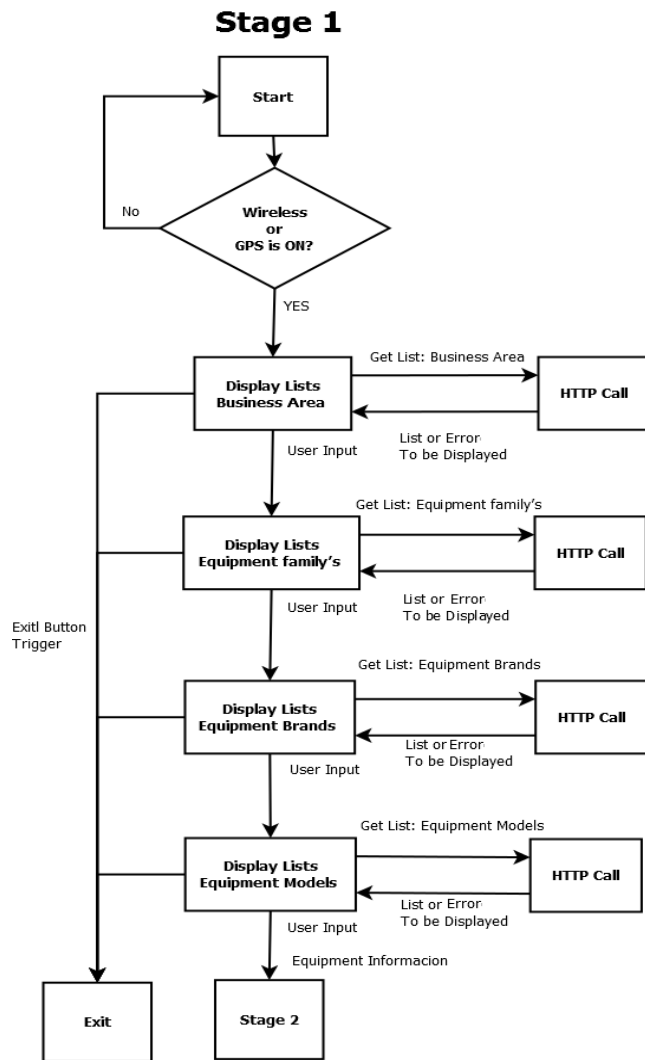 Stage 1
Start
No
Wireless
or
GPS is ON?
YES
Get List: Business Area
Display Lists
Business Area
HTTP Call
List or Error
To be Displayed
User Input
Get List: Equipment family's
Display Lists
Equipment family's
HTTP Call
List or Error
To be Displayed
User Input
Exitl Button
Trigger
Get List: Equipment Brands
Display Lists
Equipment Brands
HTTP Call
List or Error
To be Displayed
User Input
Get List: Equipment Models
Display Lists
Equipment Models
HTTP Call
List or Error
To be Displayed
User Input
Equipment Informacion
Exit
Stage 2